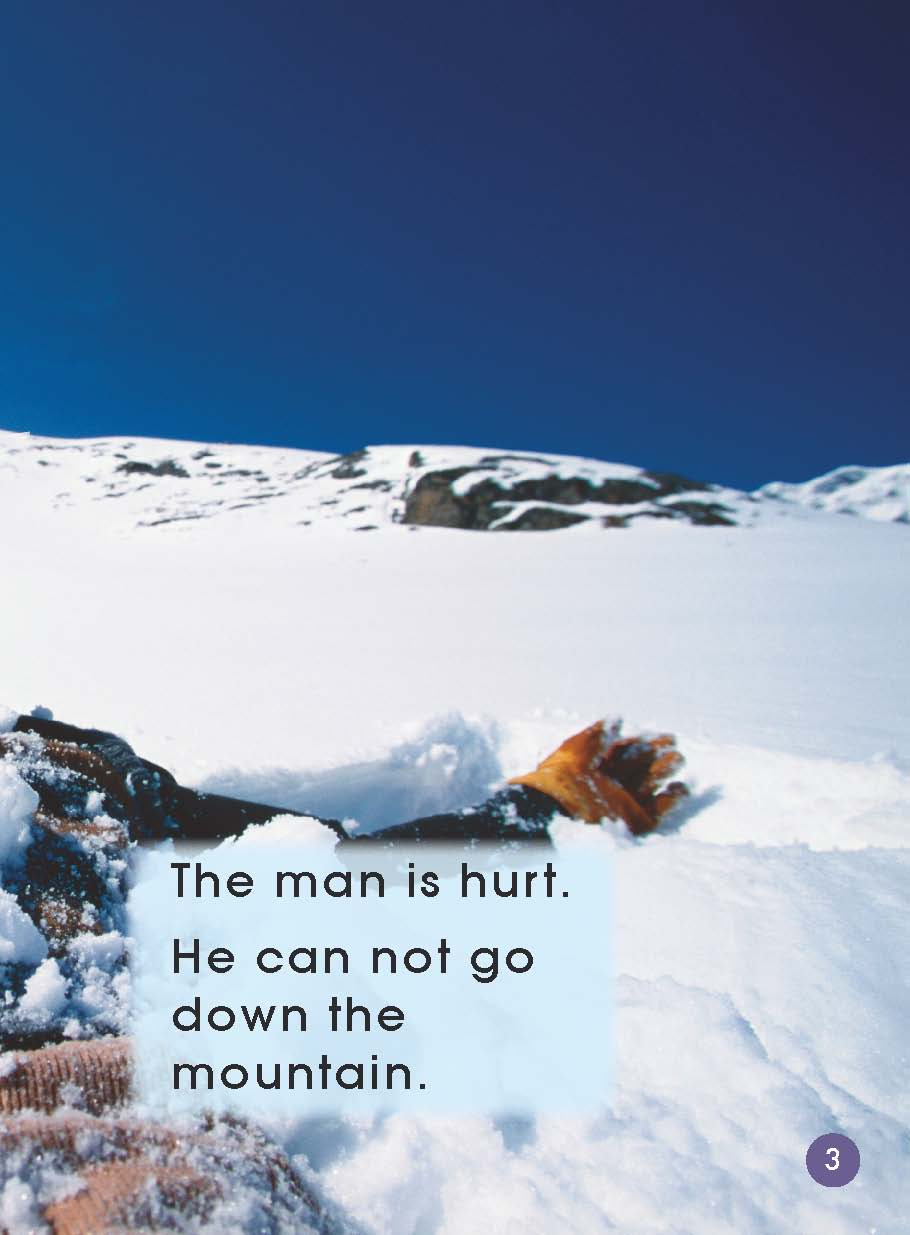 The man is hurt.
He can not go
down the
mountain.
3